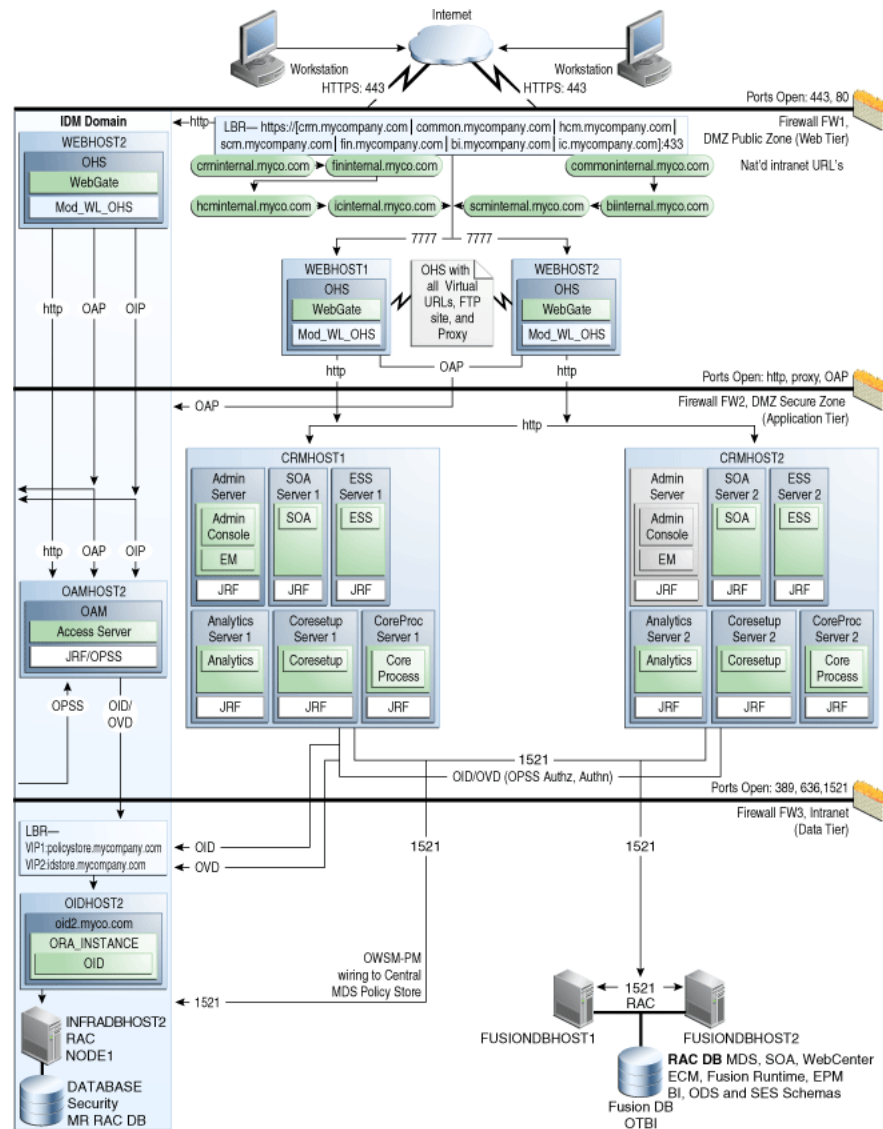 Internet
Workstation
Workstation
HTTPS: 443
HTTPS: 443
Ports Open: 443, 80
Firewall FW1,
DMZ Public Zone (Web Tier)
Nat'd intranet URL's
IDM Domain
http
LBR— https://[crm.mycompany.com | common.mycompany.com | hcm.mycompany.com |
scm.mycompany.com | fin.mycompany.com | bi.mycompany.com | ic.mycompany.com]:433
crminternal.myco.com
fininternal.myco.com
commoninternal.myco.com
hcminternal.myco.com
icinternal.myco.com
scminternal.myco.com
biinternal.myco.com
WEBHOST2
OHS
WebGate
Mod_WL_OHS
7777
7777
WEBHOST1
OHS
WebGate
Mod_WL_OHS
OHS with
all Virtual
URLs, FTP
site, and
Proxy
WEBHOST2
OHS
WebGate
Mod_WL_OHS
http
OAP
OIP
http
OAP
http
Ports Open: http, proxy, OAP
Firewall FW2, DMZ Secure Zone
(Application Tier)
OAP
http
CRMHOST1
Admin
Server
Admin
Console
EM
JRF
SOA
Server 1
SOA
JRF
ESS
Server 1
ESS
JRF
Analytics
Server 1
Analytics
JRF
Coresetup
Server 1
Coresetup
JRF
CoreProc
Server 1
Core
Process
JRF
CRMHOST2
Admin
Server
Admin
Console
EM
JRF
SOA
Server 2
SOA
JRF
ESS
Server 2
ESS
JRF
Analytics
Server 2
Analytics
JRF
Coresetup
Server 2
Coresetup
JRF
CoreProc
Server 2
Core
Process
JRF
http
OAP
OIP
OAMHOST2
OAM
Access Server
JRF/OPSS
OPSS
OID/
OVD
1521
OID/OVD (OPSS Authz, Authn)
Ports Open: 389, 636,1521
Firewall FW3, Intranet
(Data Tier)
LBR—
VIP1:policystore.mycompany.com
VIP2:idstore.mycompany.com
OID
OVD
1521
1521
OIDHOST2
oid2.myco.com
ORA_INSTANCE
OID
OWSM-PM
wiring to Central
MDS Policy Store
1521
INFRADBHOST2
RAC
NODE1
DATABASE
Security
MR RAC DB
1521
RAC
FUSIONDBHOST1
FUSIONDBHOST2
RAC DB MDS, SOA, WebCenter
ECM, Fusion Runtime, EPM
BI, ODS and SES Schemas
Fusion DB
OTBI